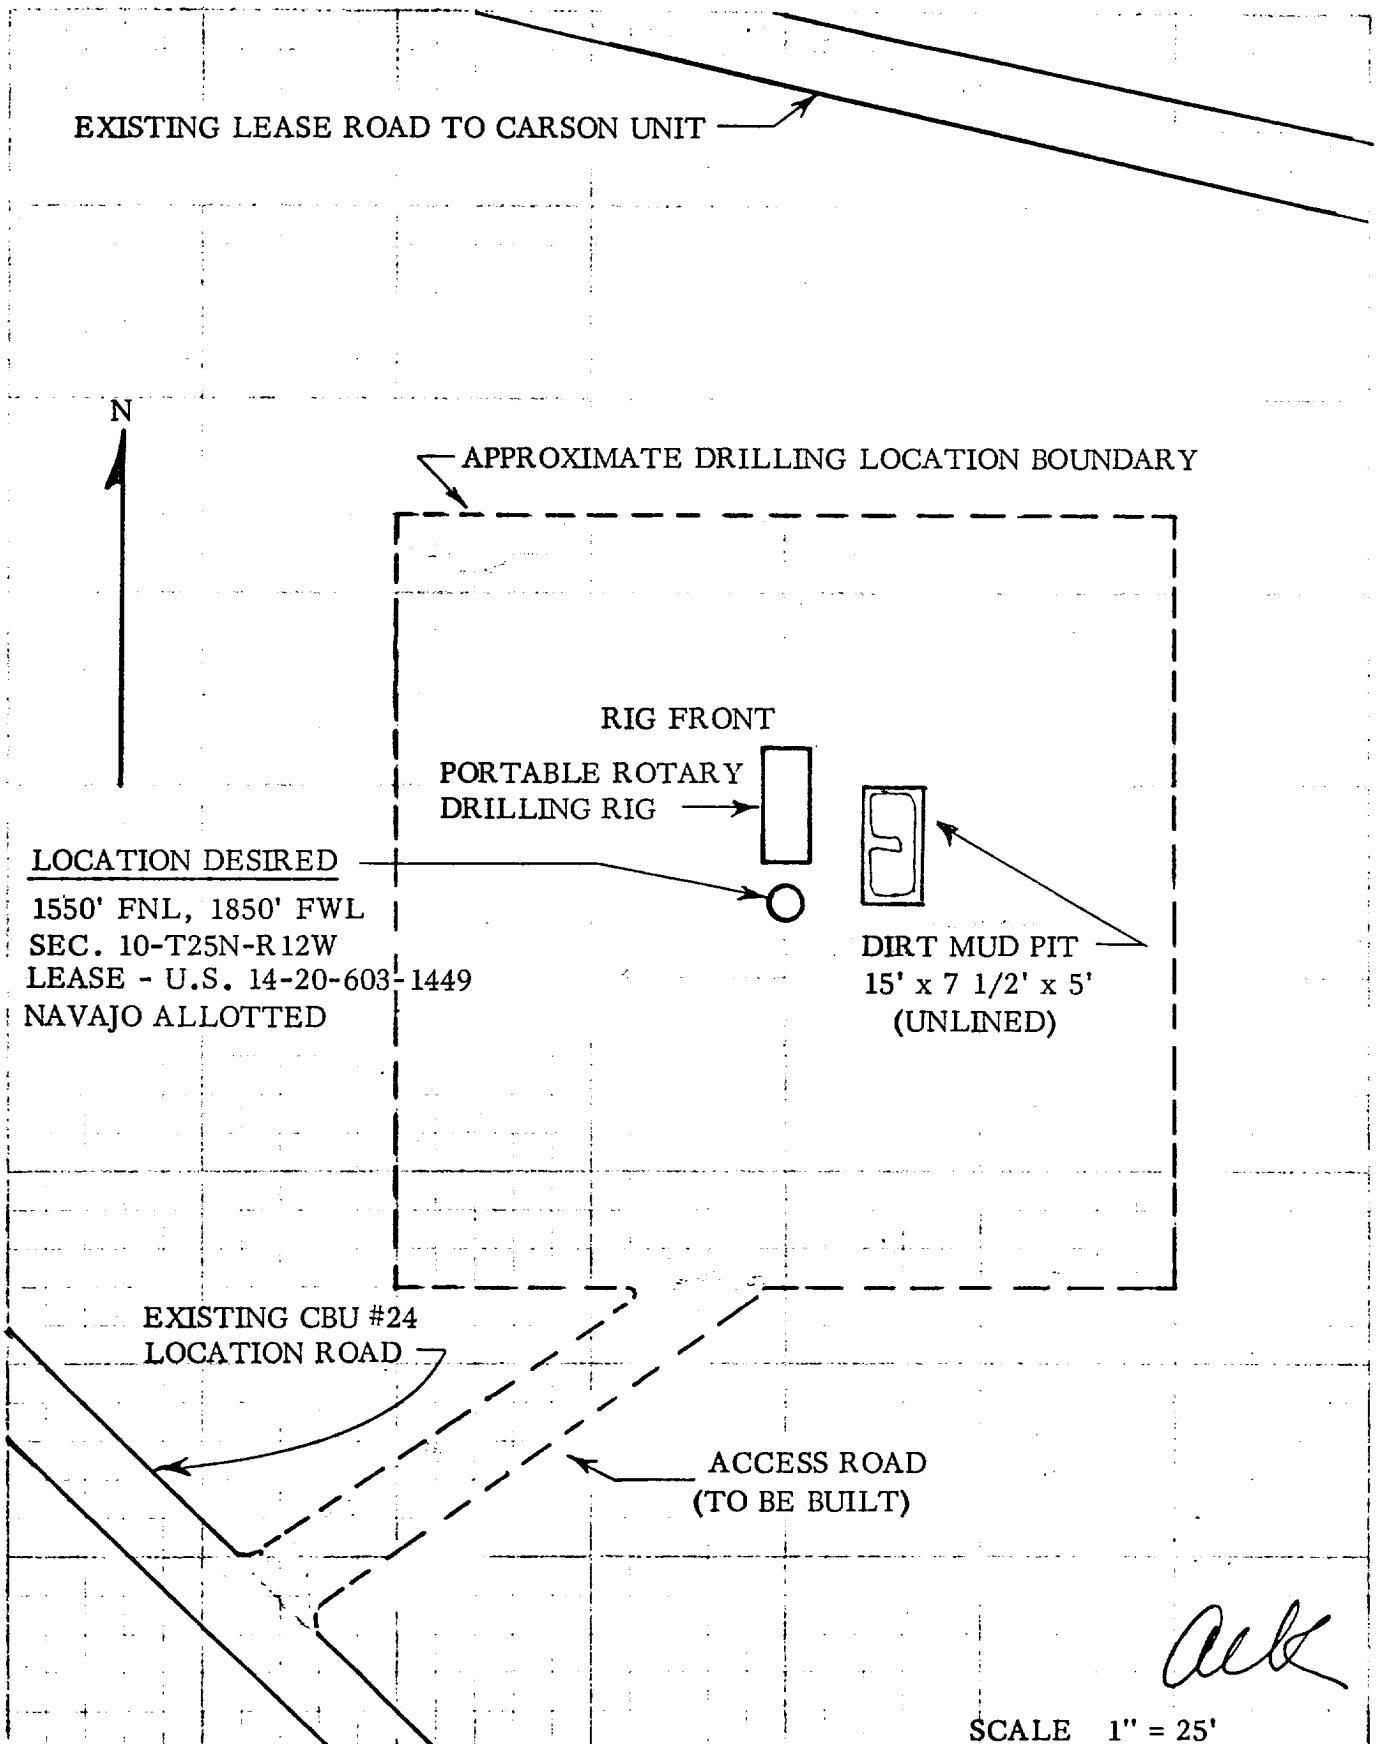 EXISTING LEASE ROAD TO CARSON UNIT
N
APPROXIMATE DRILLING LOCATION BOUNDARY
RIG FRONT
PORTABLE ROTARY
DRILLING RIG
LOCATION DESIRED
1550' FNL, 1850' FWL
SEC. 10-T25N-R12W
LEASE - U.S. 14-20-603-1449
NAVAJO ALLOTTED
DIRT MUD PIT
15' x 7 1/2' x 5'
(UNLINED)
EXISTING CBU #24
LOCATION ROAD
ACCESS ROAD
(TO BE BUILT)
SCALE 1" = 25'